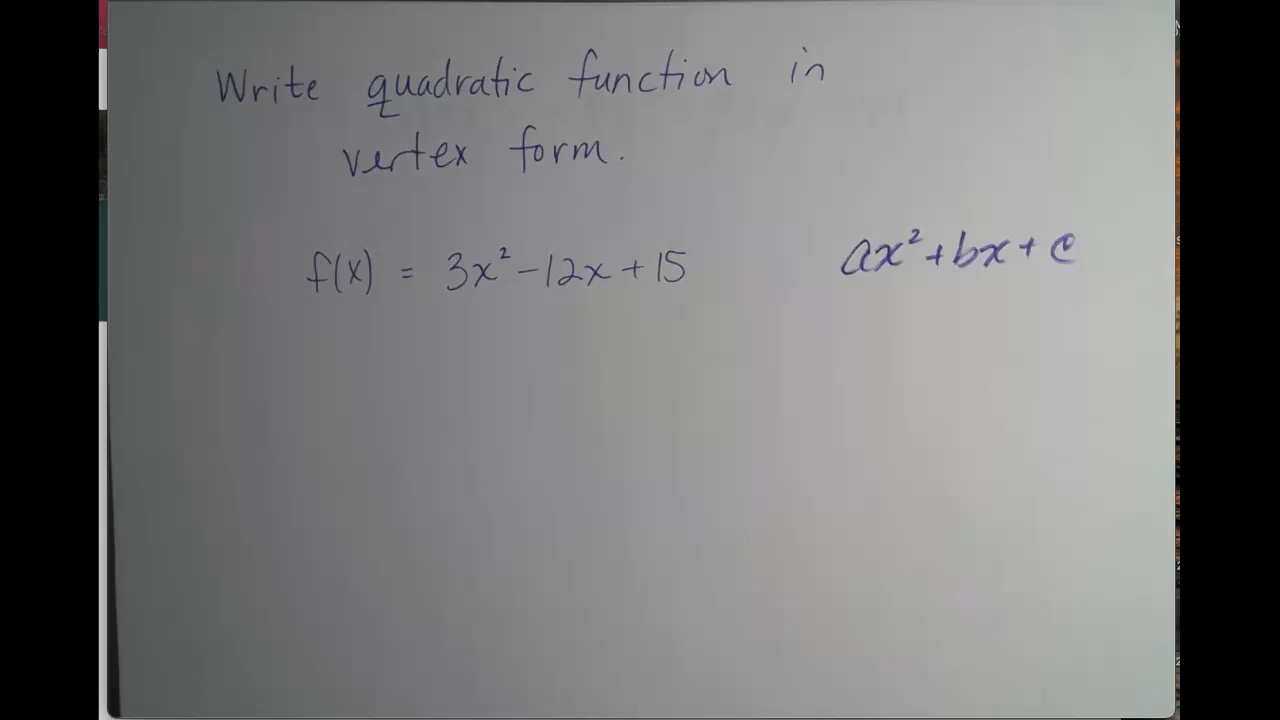 Write quadratic function in
vertex form.
f(x) = 3x² - 12x + 15
ax² + bx + c